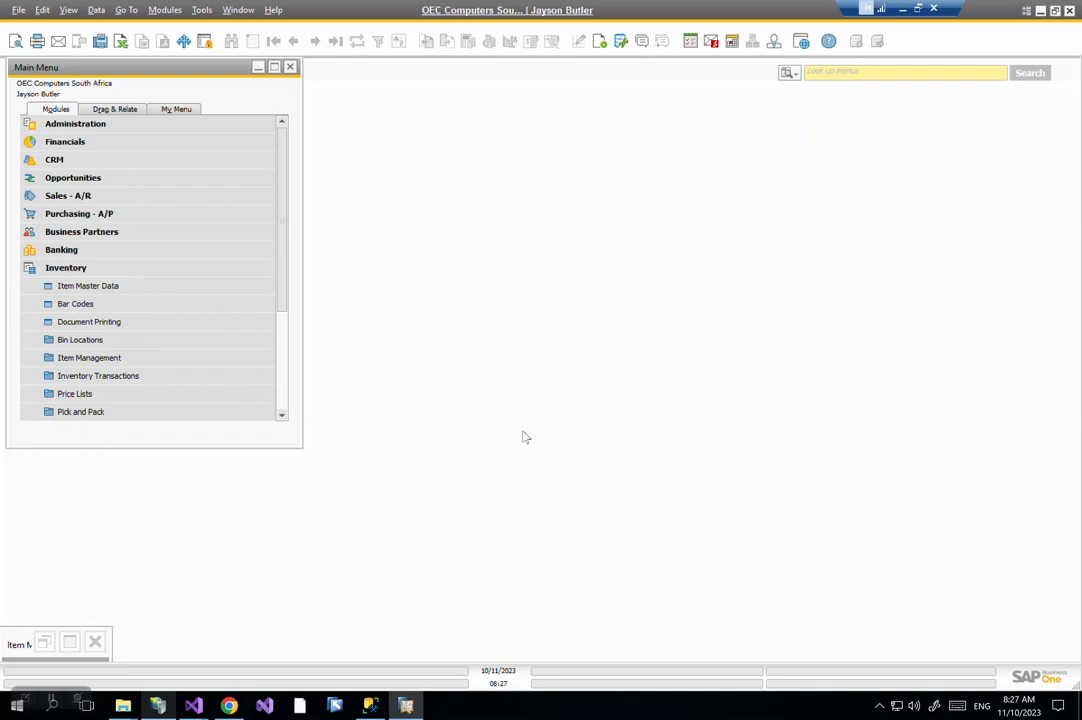 File Edit View Data Go To Modules Tools Window Help
OEC Computers Sou... | Jayson Butler
Main Menu
Look up menus
Search
OEC Computers South Africa
Jayson Butler
Modules Drag & Relate My Menu
Administration
Financials
CRM
Opportunities
Sales - A/R
Purchasing - A/P
Business Partners
Banking
Inventory
Item Master Data
Bar Codes
Document Printing
Bin Locations
Item Management
Inventory Transactions
Price Lists
Pick and Pack
Item M
10/11/2023
08:27
SAP Business One
ENG
8:27 AM
11/10/2023